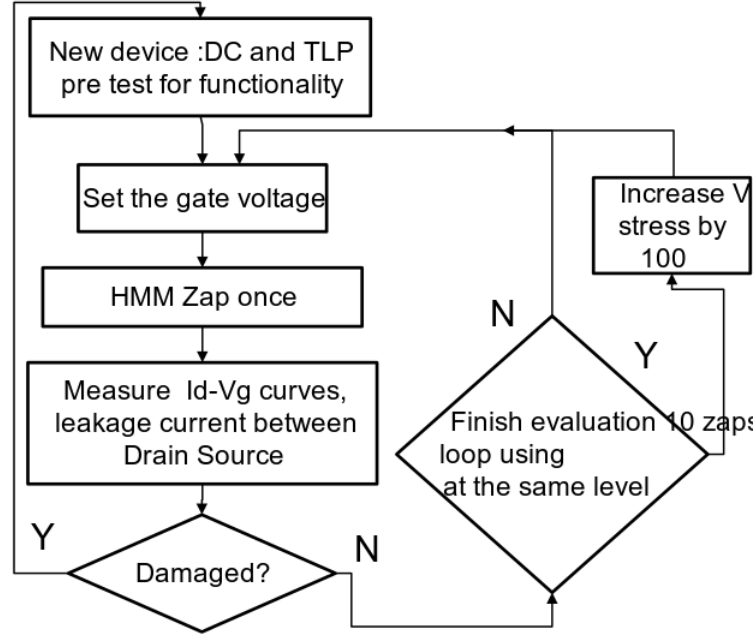 New device :DC and TLP
pre test for functionality
Set the gate voltage
HMM Zap once
Measure Id-Vg curves,
leakage current between
Drain Source
Y
Damaged?
N
Increase V
stress by
100
N
Y
Finish evaluation 10 zaps
loop using
at the same level